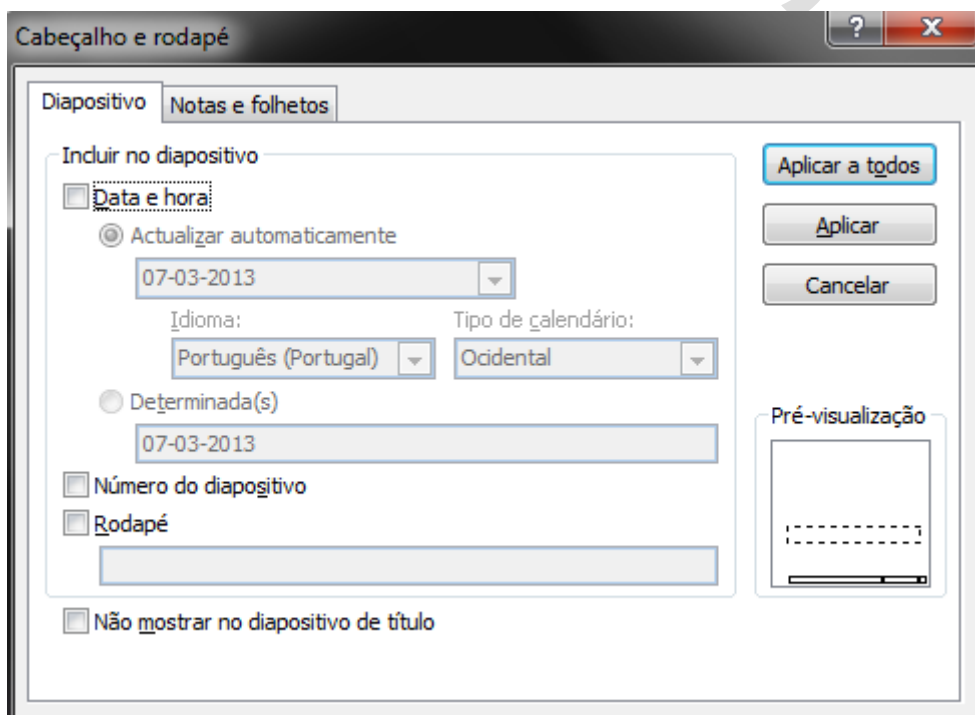 Cabeçalho e rodapé
?
X
Diapositivo
Notas e folhetos
Incluir no diapositivo
Data e hora
Actualizar automaticamente
07-03-2013
Idioma:
Tipo de calendário:
Português (Portugal)
Ocidental
Determinada(s)
07-03-2013
Número do diapositivo
Rodapé
Não mostrar no diapositivo de título
Aplicar a todos
Aplicar
Cancelar
Pré-visualização